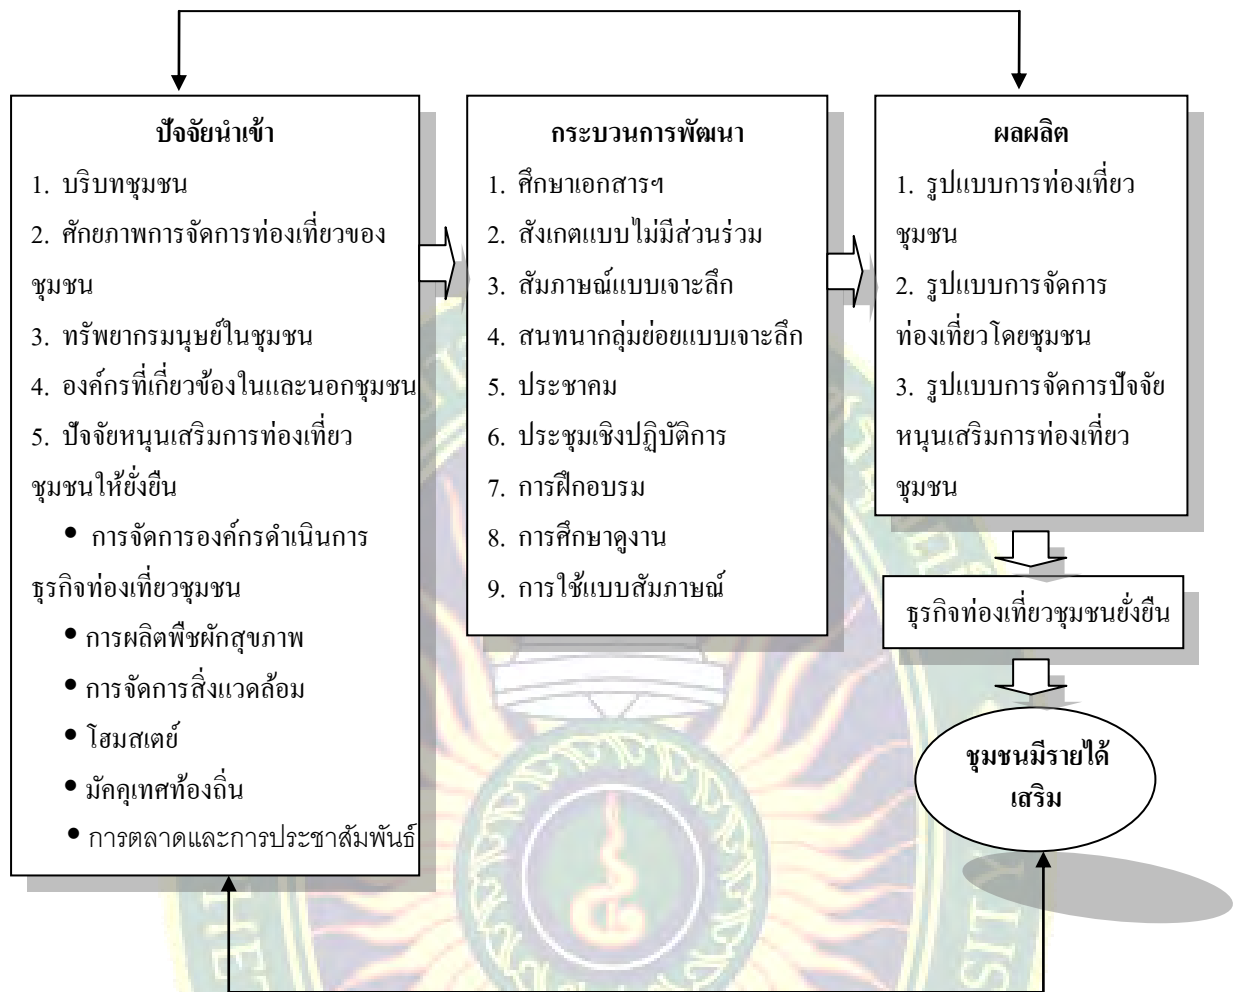 ปัจจัยนำเข้า
1. บริบทชุมชน
2. ศักยภาพการจัดการท่องเที่ยวของ
ชุมชน
3. ทรัพยากรมนุษย์ในชุมชน
4. องค์กรที่เกี่ยวข้องในและนอกชุมชน
5. ปัจจัยหนุนเสริมการท่องเที่ยว
ชุมชนให้ยั่งยืน
• การจัดการองค์กรดำเนินการ
ธุรกิจท่องเที่ยวชุมชน
• การผลิตพืชผักสุขภาพ
• การจัดการสิ่งแวดล้อม
• โฮมสเตย์
• มัคคุเทศท้องถิ่น
• การตลาดและการประชาสัมพันธ์
กระบวนการพัฒนา
1. ศึกษาเอกสารฯ
2. สังเกตแบบไม่มีส่วนร่วม
3. สัมภาษณ์แบบเจาะลึก
4. สนทนากลุ่มย่อยแบบเจาะลึก
5. ประชาคม
6. ประชุมเชิงปฏิบัติการ
7. การฝึกอบรม
8. การศึกษาดูงาน
9. การใช้แบบสัมภาษณ์
ผลผลิต
1. รูปแบบการท่องเที่ยว
ชุมชน
2. รูปแบบการจัดการ
ท่องเที่ยวโดยชุมชน
3. รูปแบบการจัดการปัจจัย
หนุนเสริมการท่องเที่ยว
ชุมชน
ธุรกิจท่องเที่ยวชุมชนยั่งยืน
ชุมชนมีรายได้
เสริม